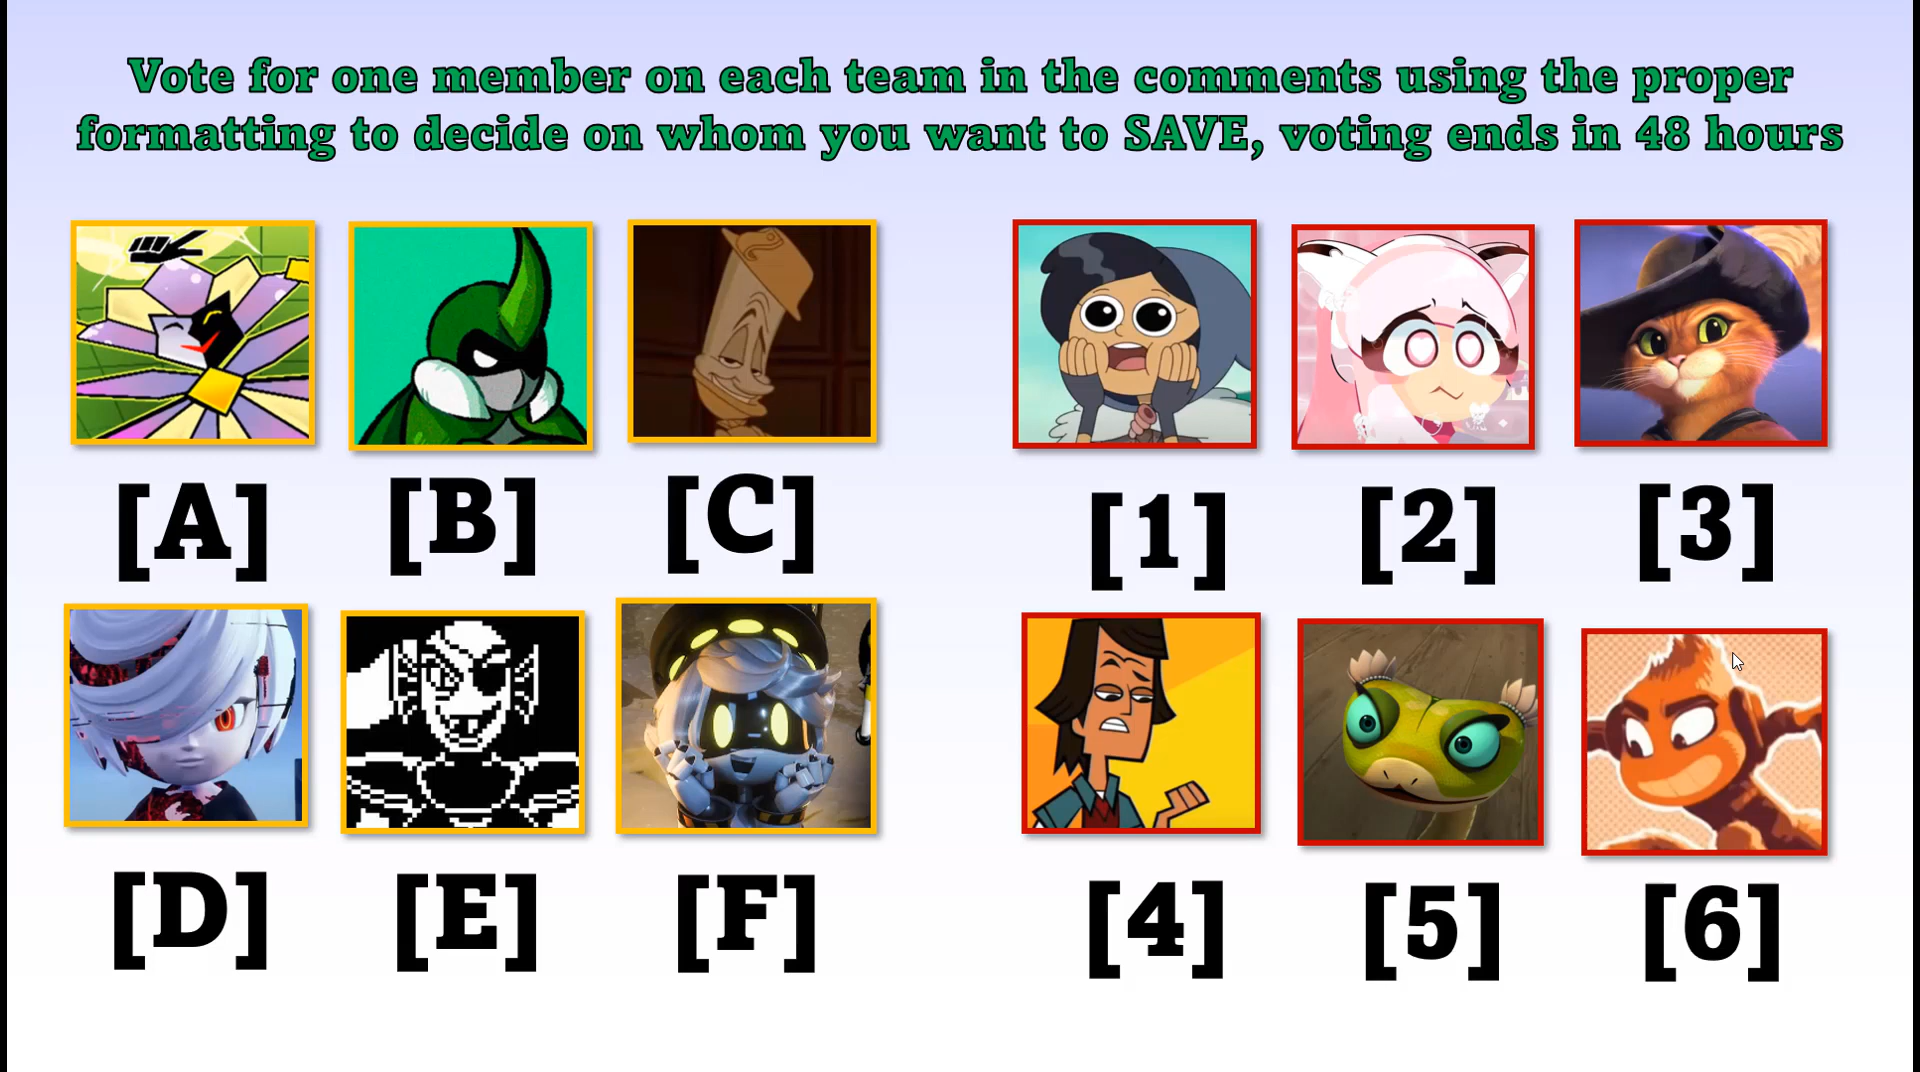 Vote for one member on each team in the comments using the proper
formatting to decide on whom you want to SAVE, voting ends in 48 hours
[A] [B] [C] [1] [2] [3]
[D] [E] [F] [4] [5] [6]